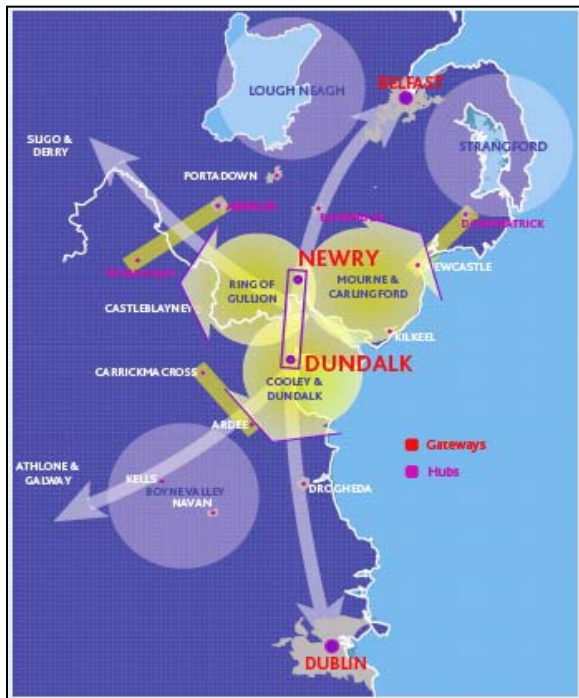 LOUGH NEAGH
BELFAST
STRANGFORD
SLIGO &
DERRY
PORTADOWN
DOWNPATRICK
NEWRY
NEWCASTLE
RING OF
GULLION
MOURNE &
CARLINGFORD
CASTLEBLAYNEY
KILKEEL
DUNDALK
CARRICKMACROSS
COOLEY &
DUNDALK
ARDEE
Gateways
Hubs
ATHLONE &
GALWAY
KELLS
BOYNE VALLEY
NAVAN
DROGHEDA
DUBLIN